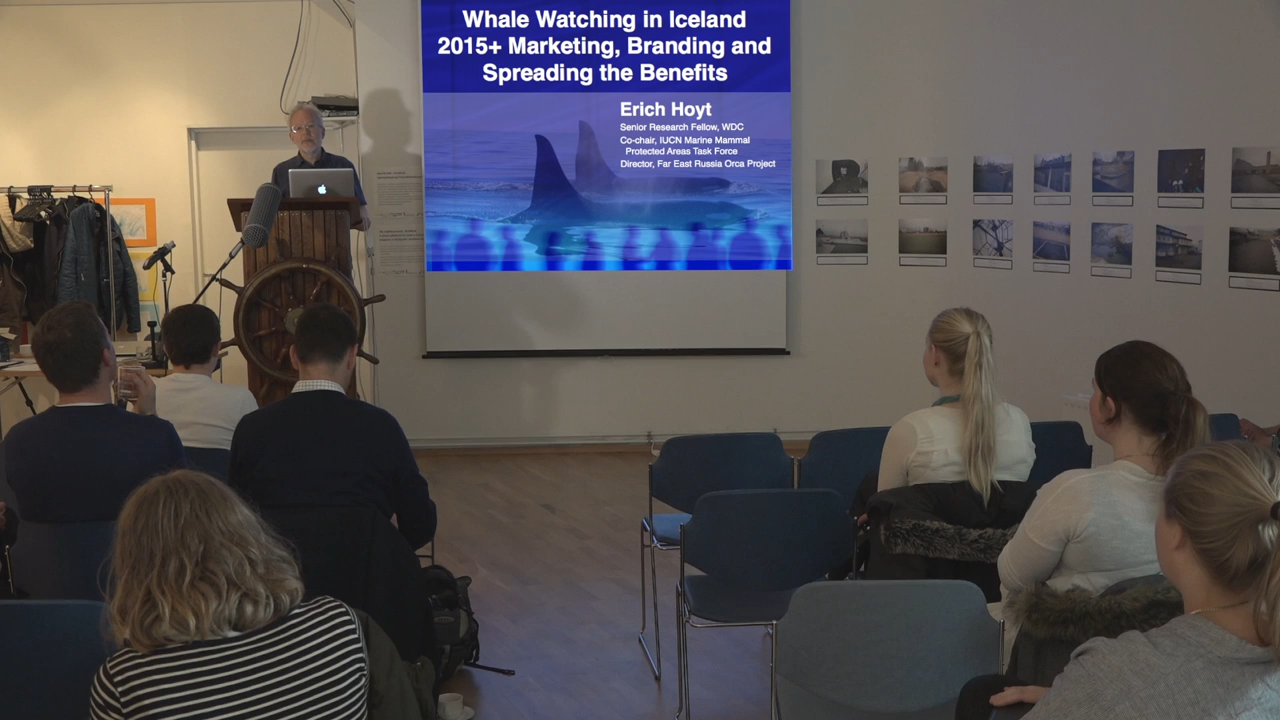 Whale Watching in Iceland
2015+ Marketing, Branding and
Spreading the Benefits
Erich Hoyt
Senior Research Fellow, WDC
Co-chair, IUCN Marine Mammal
Protected Areas Task Force
Director, Far East Russia Orca Project